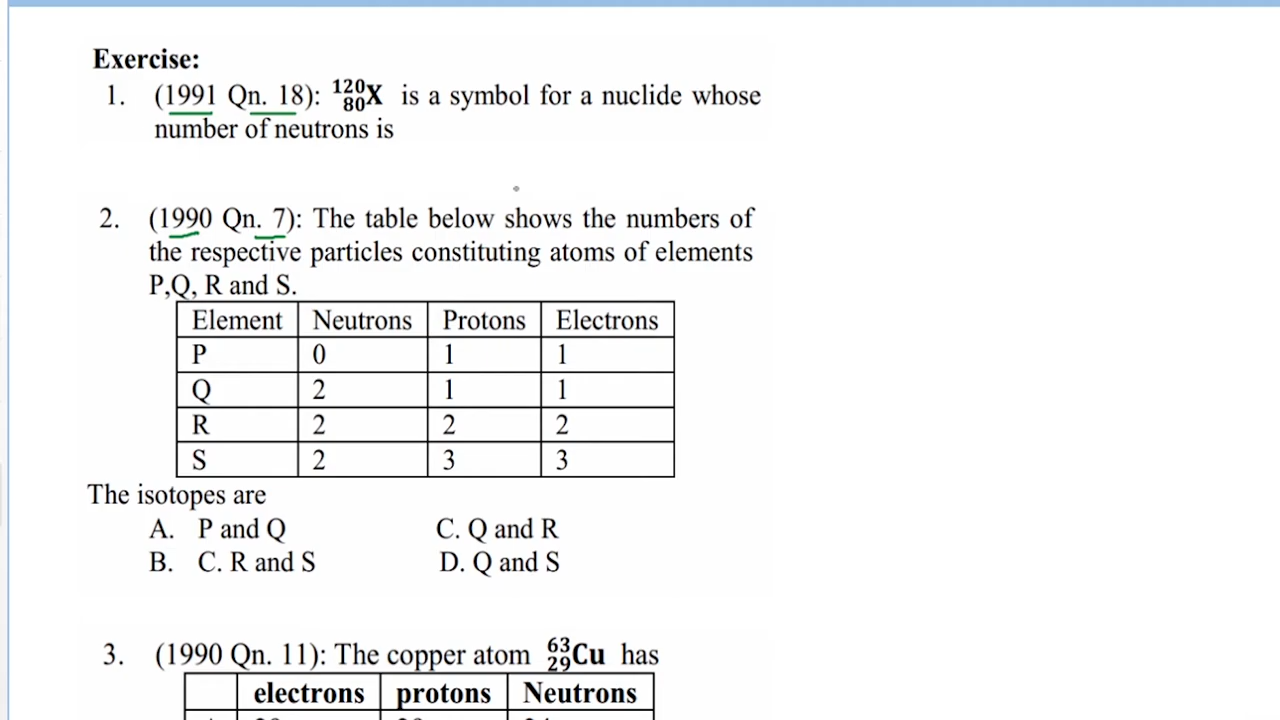 Exercise:
1. (1991 Qn. 18): ¹²⁰₈₀X is a symbol for a nuclide whose
number of neutrons is
2. (1990 Qn. 7): The table below shows the numbers of
the respective particles constituting atoms of elements
P,Q, R and S.
Element Neutrons Protons Electrons
P 0 1 1
Q 2 1 1
R 2 2 2
S 2 3 3
The isotopes are
A. P and Q C. Q and R
B. C. R and S D. Q and S
3. (1990 Qn. 11): The copper atom ⁶³₂₉Cu has
electrons protons Neutrons